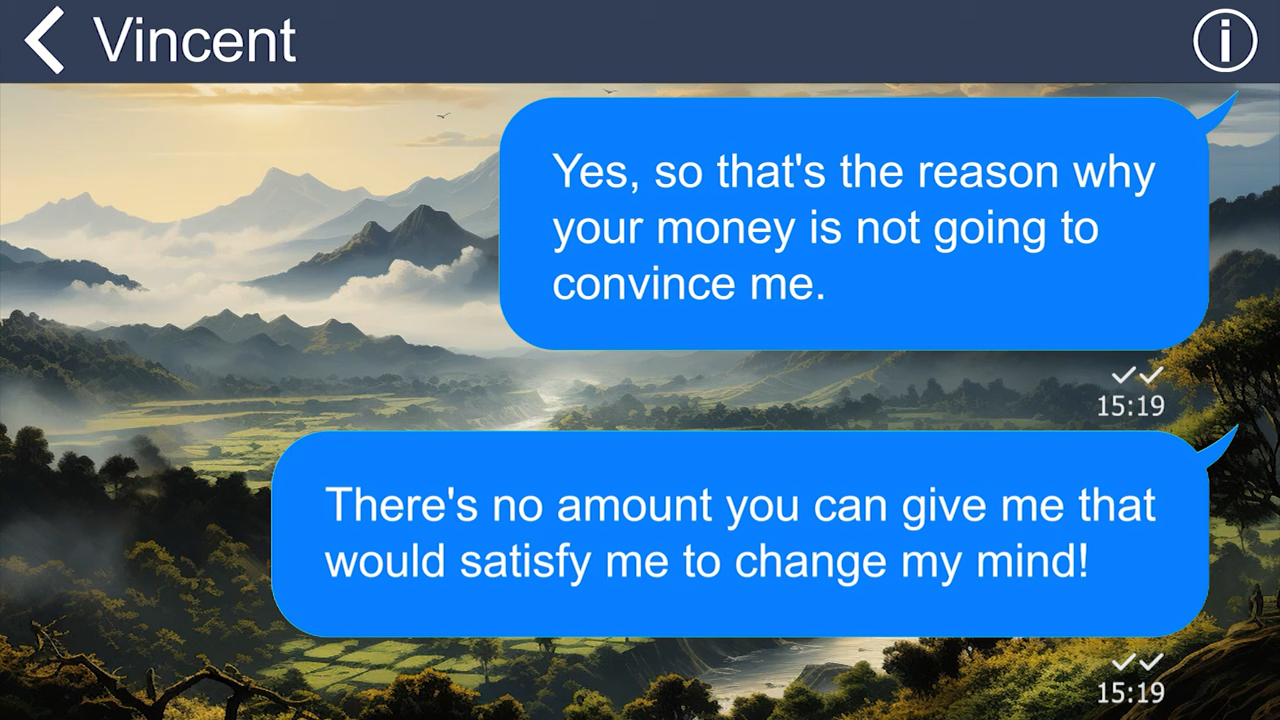 Vincent
Yes, so that's the reason why
your money is not going to
convince me.
15:19
There's no amount you can give me that
would satisfy me to change my mind!
15:19